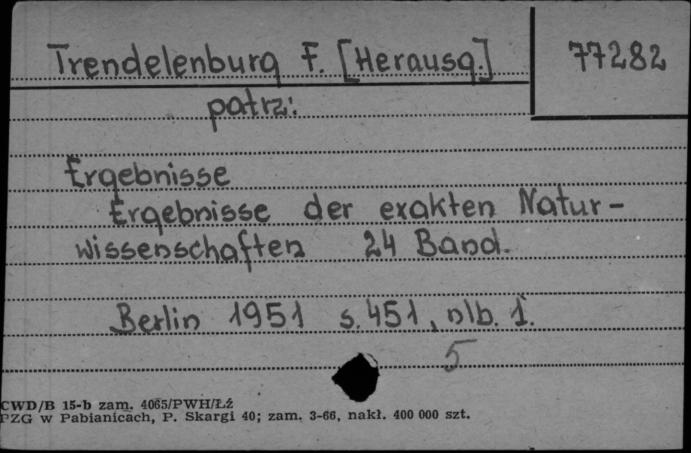 Trendelenburg F. [Herausg.]
77282
patrz:
Ergebnisse
Ergebnisse der exakten Natur-
wissenschaften 24 Band.
Berlin 1951 s. 451, nlb. 1.
5
CWD/B 15-b zam. 4065/PWH/Łź
PZG w Pabianicach, P. Skargi 40; zam. 3-66, nakł. 400 000 szt.